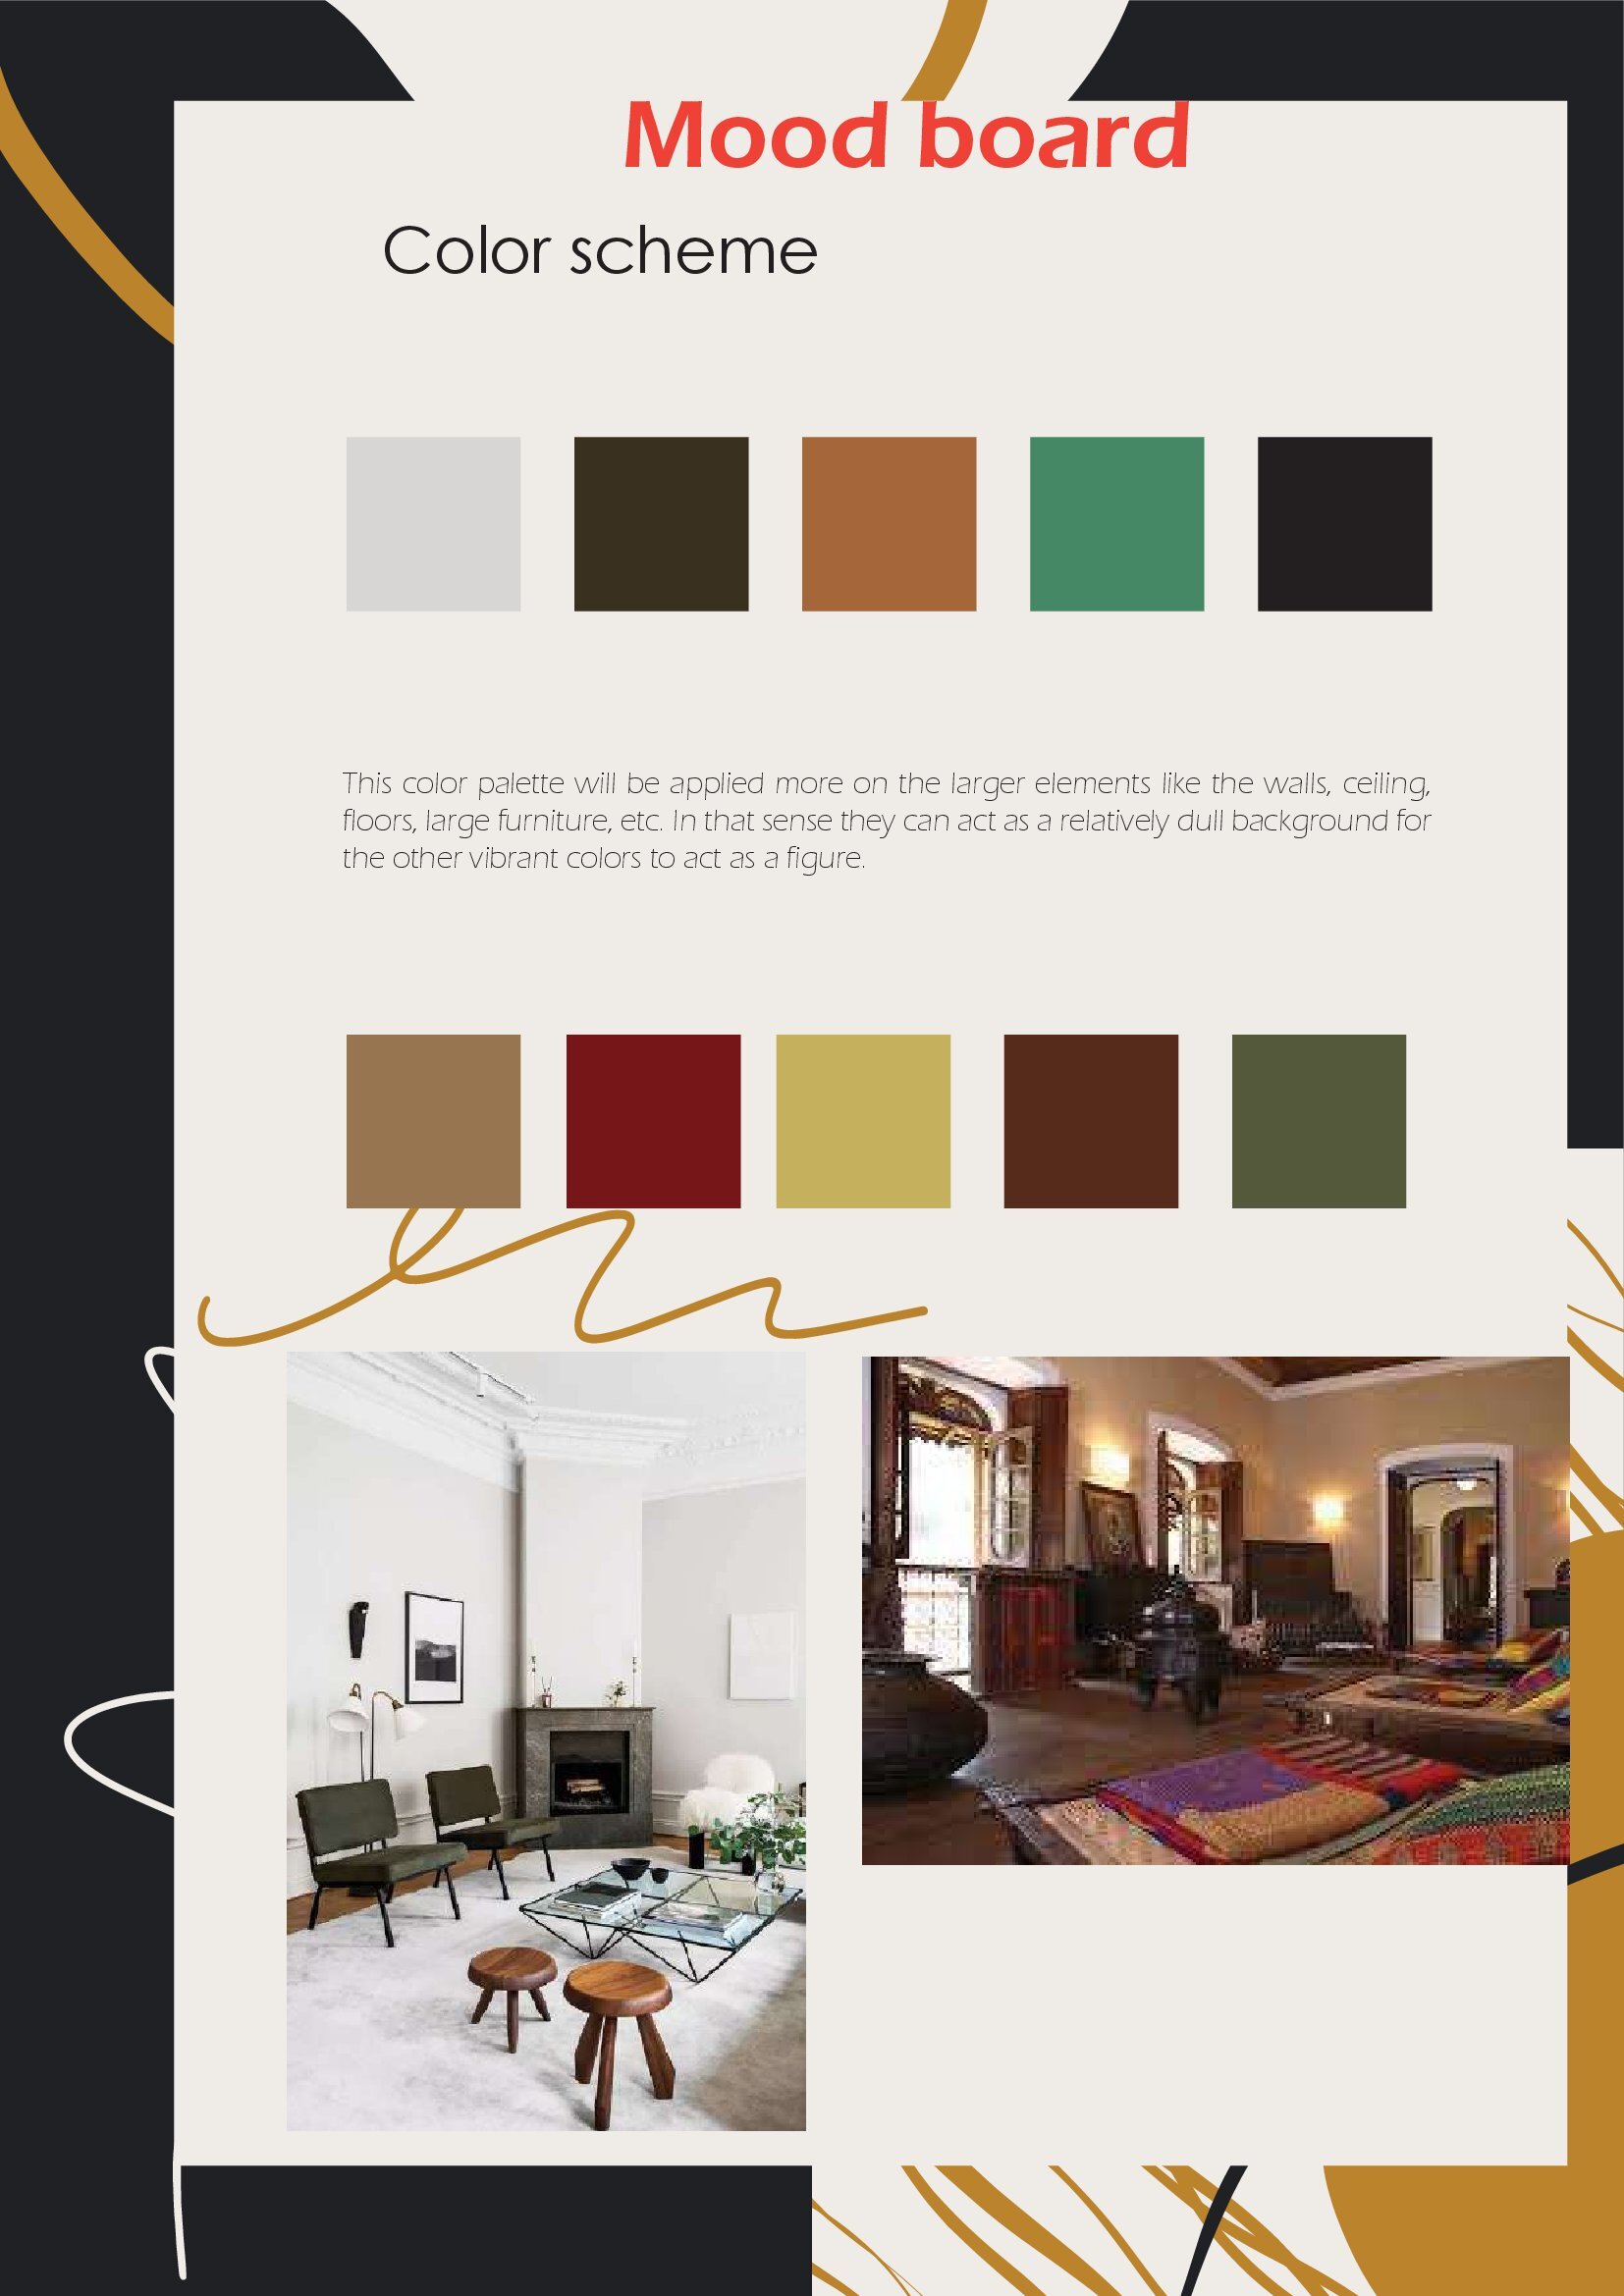 Mood board
Color scheme
This color palette will be applied more on the larger elements like the walls, ceiling,
floors, large furniture, etc. In that sense they can act as a relatively dull background for
the other vibrant colors to act as a figure.